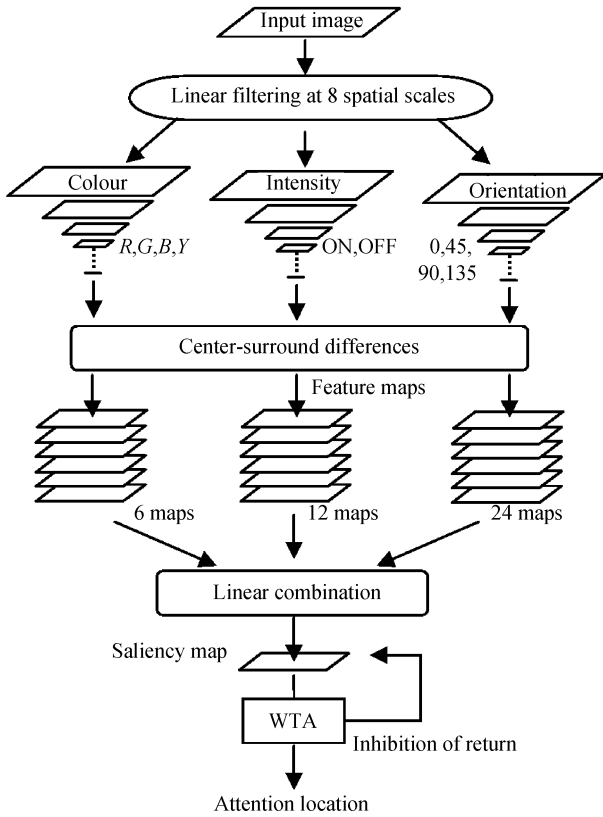 Input image
Linear filtering at 8 spatial scales
Colour
Intensity
Orientation
R,G,B,Y
ON,OFF
0,45,
90,135
Center-surround differences
Feature maps
6 maps
12 maps
24 maps
Linear combination
Saliency map
WTA
Inhibition of return
Attention location